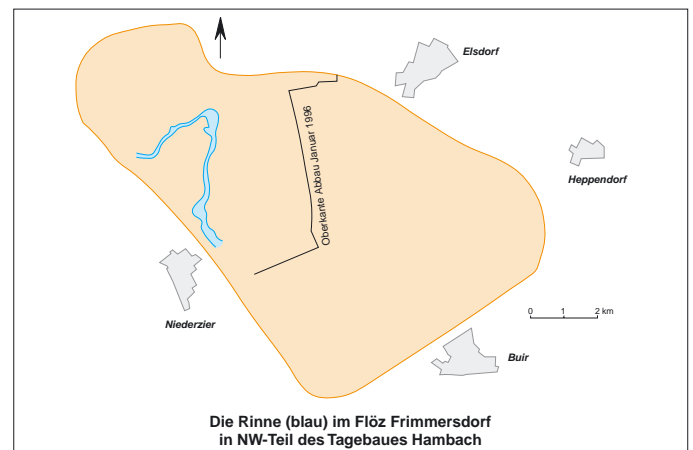 Elsdorf
Oberkante Abbau Januar 1996
Heppendorf
0 1 2 km
Niederzier
Buir
Die Rinne (blau) im Flöz Frimmersdorf
in NW-Teil des Tagebaues Hambach